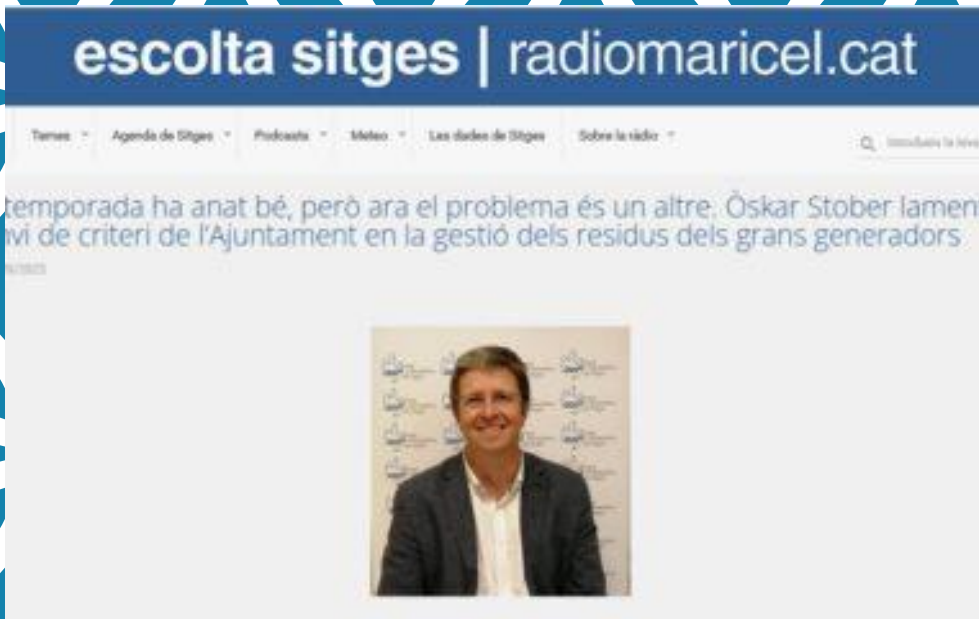 escolta sitges | radiomaricel.cat
Temes Agenda de Sitges Podcasts Meteo Les dades de Sitges Sobre la ràdio
temporada ha anat bé, però ara el problema és un altre. Òskar Stober lamen
nvi de criteri de l'Ajuntament en la gestió dels residus dels grans generadors